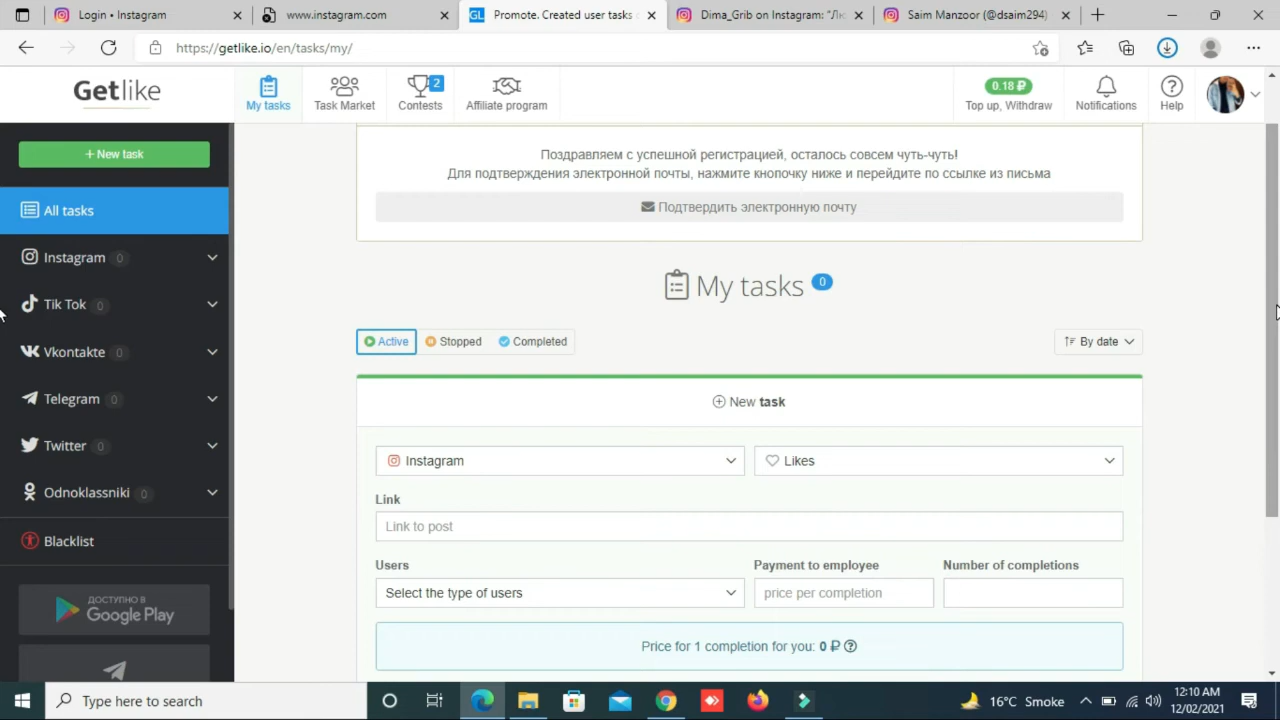 Login • Instagram
www.instagram.com
Promote. Created user tasks
Dima_Grib on Instagram: "Лю
Saim Manzoor (@dsaim294)
https://getlike.io/en/tasks/my/
Getlike
My tasks
Task Market
2
Contests
Affiliate program
0.18 ₽
Top up, Withdraw
Notifications
Help
+ New task
All tasks
Instagram 0
Tik Tok 0
Vkontakte 0
Telegram 0
Twitter 0
Odnoklassniki 0
Blacklist
ДОСТУПНО В
Google Play
Поздравляем с успешной регистрацией, осталось совсем чуть-чуть!
Для подтверждения электронной почты, нажмите кнопочку ниже и перейдите по ссылке из письма
Подтвердить электронную почту
My tasks 0
Active
Stopped
Completed
By date
New task
Instagram
Likes
Link
Link to post
Users
Payment to employee
Number of completions
Select the type of users
price per completion
Price for 1 completion for you: 0 ₽
Type here to search
16°C Smoke
12:10 AM
12/02/2021